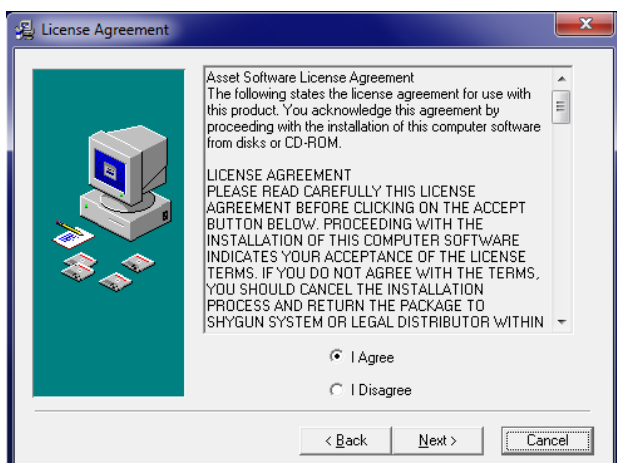 License Agreement
Asset Software License Agreement
The following states the license agreement for use with
this product. You acknowledge this agreement by
proceeding with the installation of this computer software
from disks or CD-ROM.
LICENSE AGREEMENT
PLEASE READ CAREFULLY THIS LICENSE
AGREEMENT BEFORE CLICKING ON THE ACCEPT
BUTTON BELOW. PROCEEDING WITH THE
INSTALLATION OF THIS COMPUTER SOFTWARE
INDICATES YOUR ACCEPTANCE OF THE LICENSE
TERMS. IF YOU DO NOT AGREE WITH THE TERMS,
YOU SHOULD CANCEL THE INSTALLATION
PROCESS AND RETURN THE PACKAGE TO
SHYGUN SYSTEM OR LEGAL DISTRIBUTOR WITHIN
I Agree
I Disagree
< Back Next > Cancel